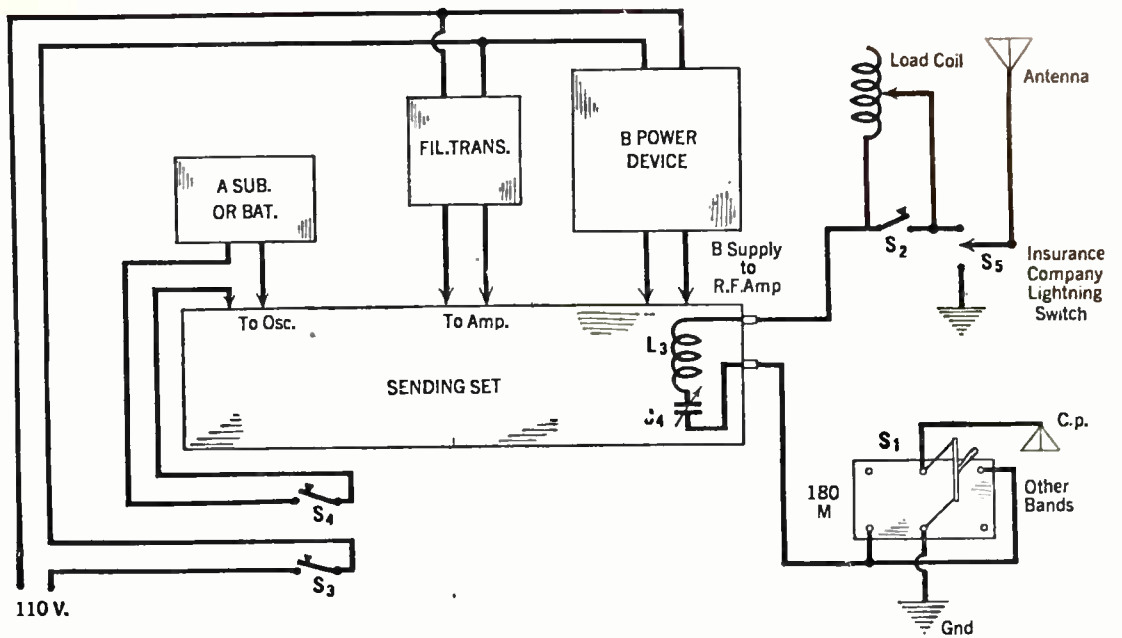 Load Coil
Antenna
FIL.TRANS.
B POWER
DEVICE
A SUB.
OR BAT.
B Supply
to
R.F.Amp
S2
S5
Insurance
Company
Lightning
Switch
To Osc.
To Amp.
L3
SENDING SET
4
C.p.
S1
180
M
Other
Bands
S4
S3
110 V.
Gnd